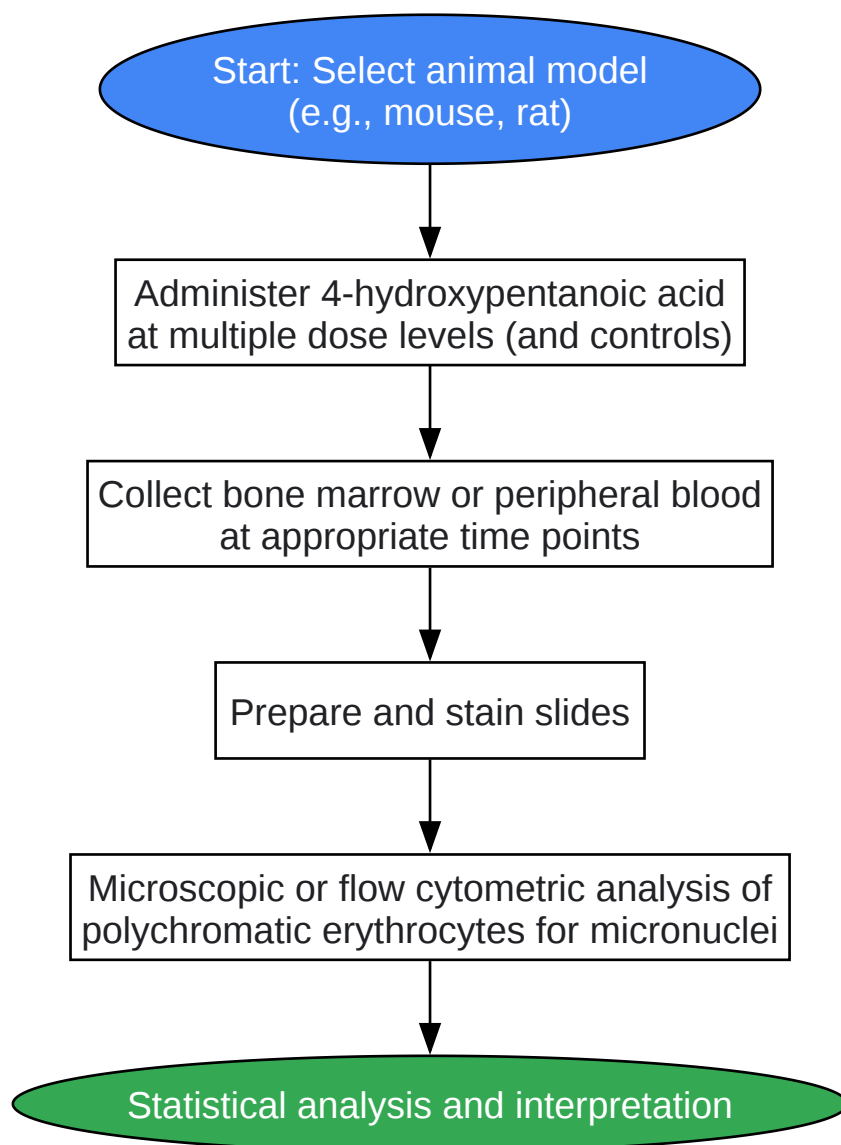 Start: Select animal model
(e.g., mouse, rat)
Administer 4-hydroxypentanoic acid
at multiple dose levels (and controls)
Collect bone marrow or peripheral blood
at appropriate time points
Prepare and stain slides
Microscopic or flow cytometric analysis of
polychromatic erythrocytes for micronuclei
Statistical analysis and interpretation